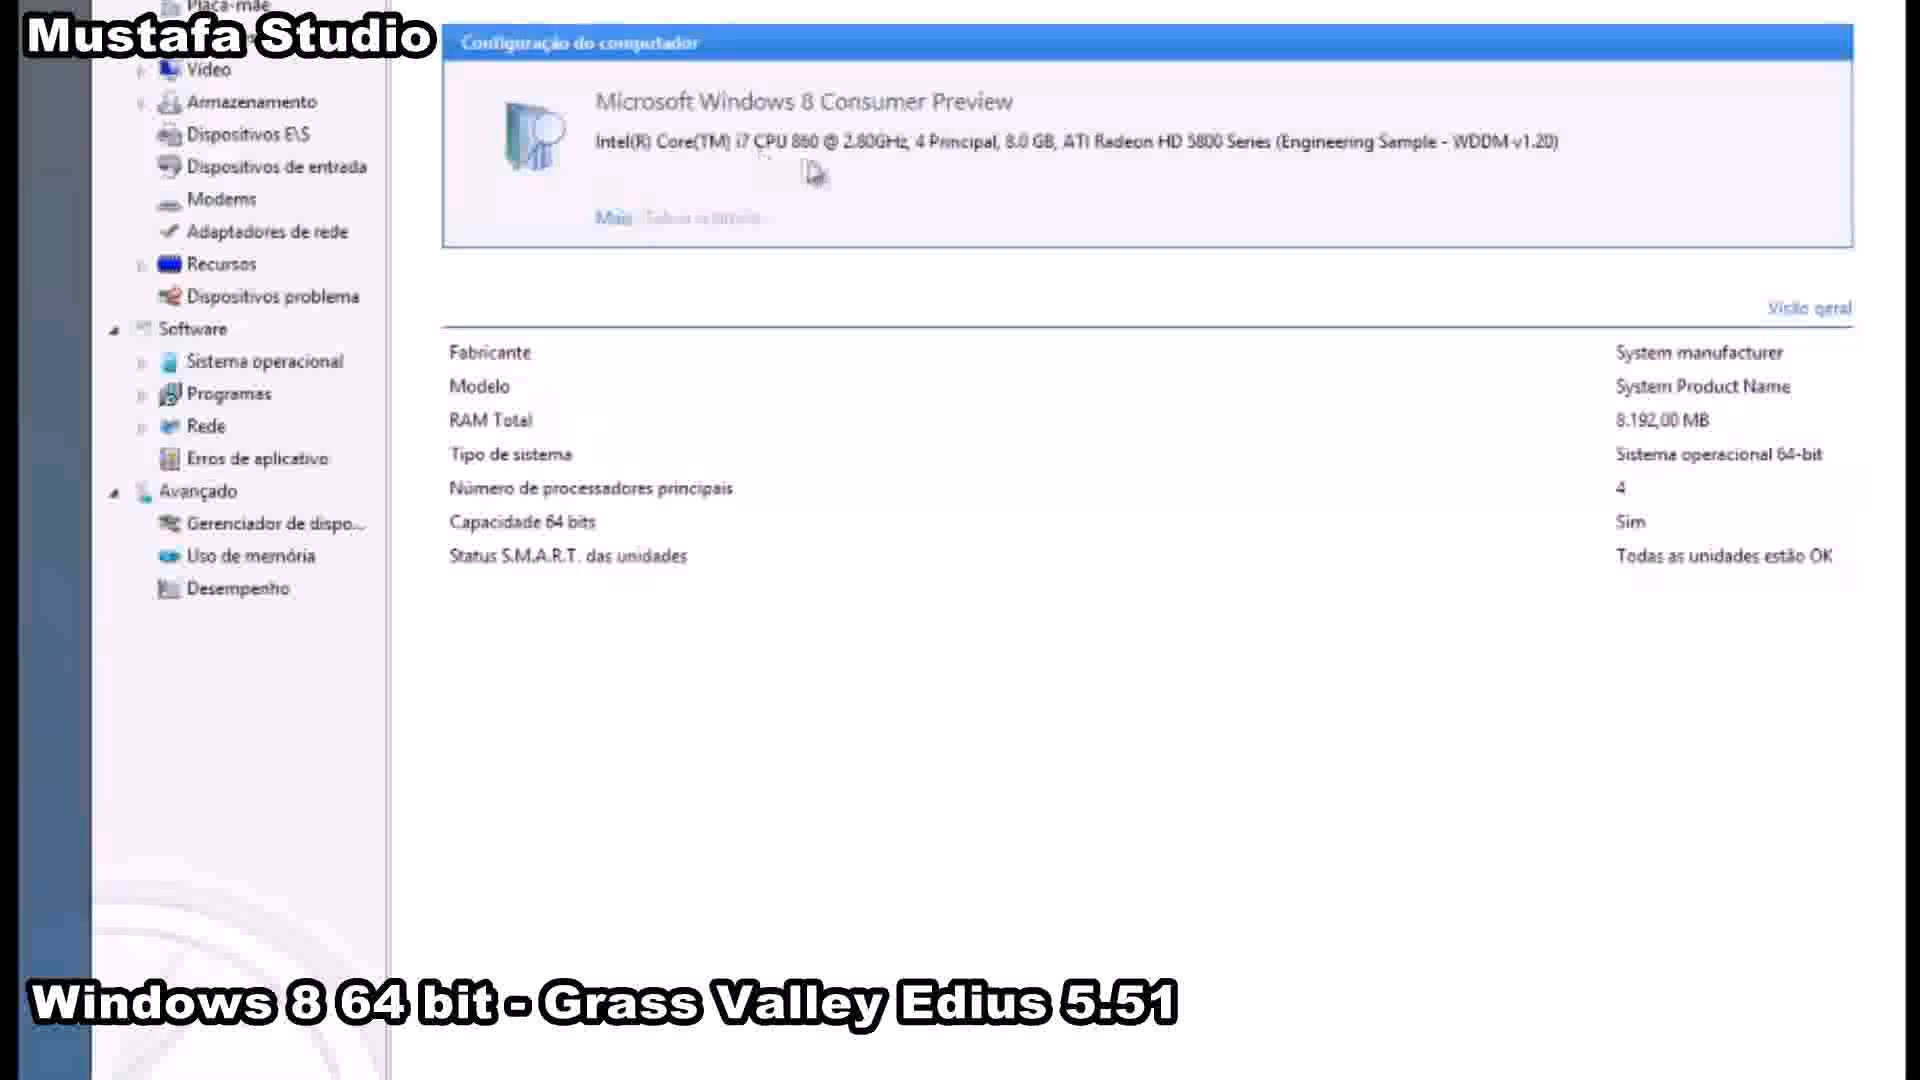 Placa-mãe
Mustafa Studio
Vídeo
Armazenamento
Dispositivos E\S
Dispositivos de entrada
Modems
Adaptadores de rede
Recursos
Dispositivos problema
Software
Sistema operacional
Programas
Rede
Erros de aplicativo
Avançado
Gerenciador de dispo...
Uso de memória
Desempenho
Configuração do computador
Microsoft Windows 8 Consumer Preview
Intel(R) Core(TM) i7 CPU 860 @ 2.80GHz, 4 Principal, 8.0 GB, ATI Radeon HD 5800 Series (Engineering Sample - WDDM v1.20)
Mais
Visão geral
Fabricante System manufacturer
Modelo System Product Name
RAM Total 8.192,00 MB
Tipo de sistema Sistema operacional 64-bit
Número de processadores principais 4
Capacidade 64 bits Sim
Status S.M.A.R.T. das unidades Todas as unidades estão OK
Windows 8 64 bit - Grass Valley Edius 5.51